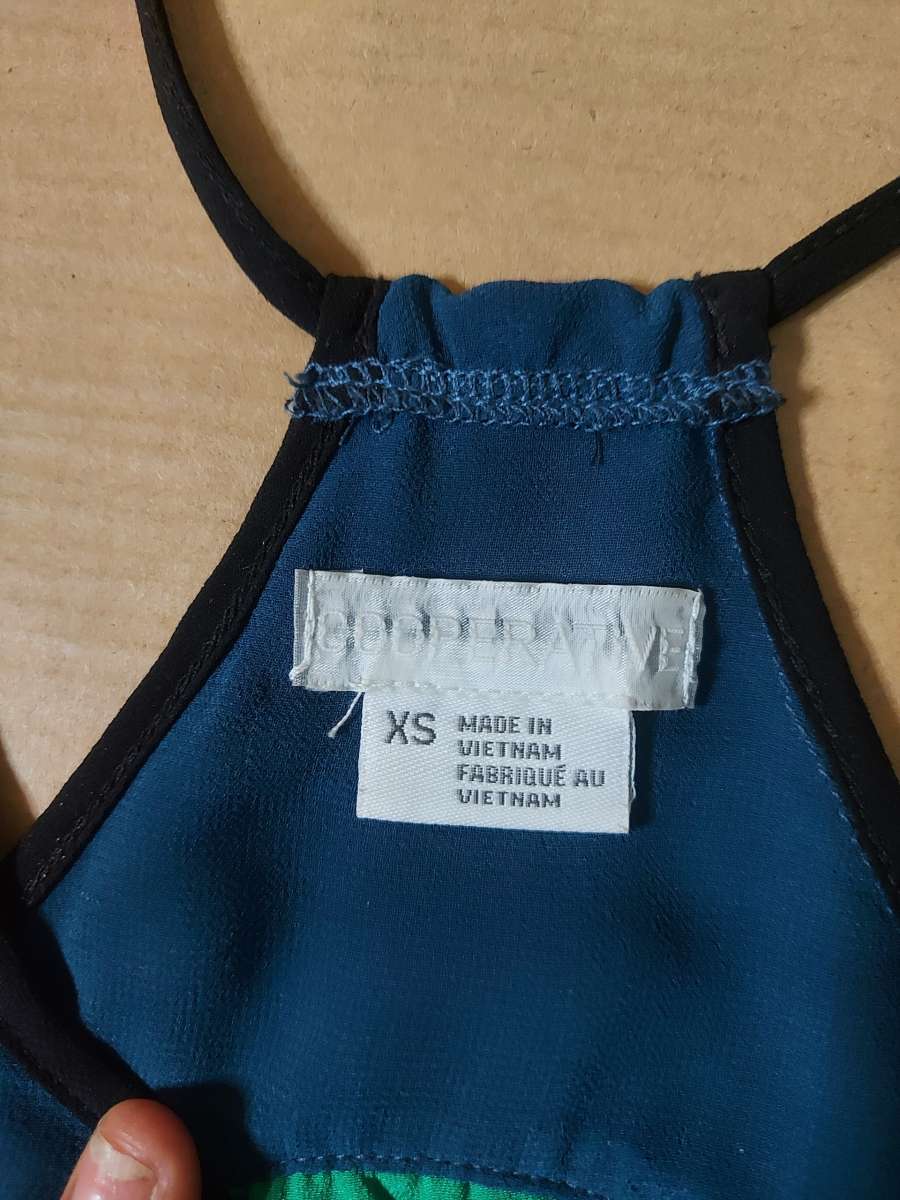 COOPERATIVE
XS
MADE IN
VIETNAM
FABRIQUÉ AU
VIETNAM